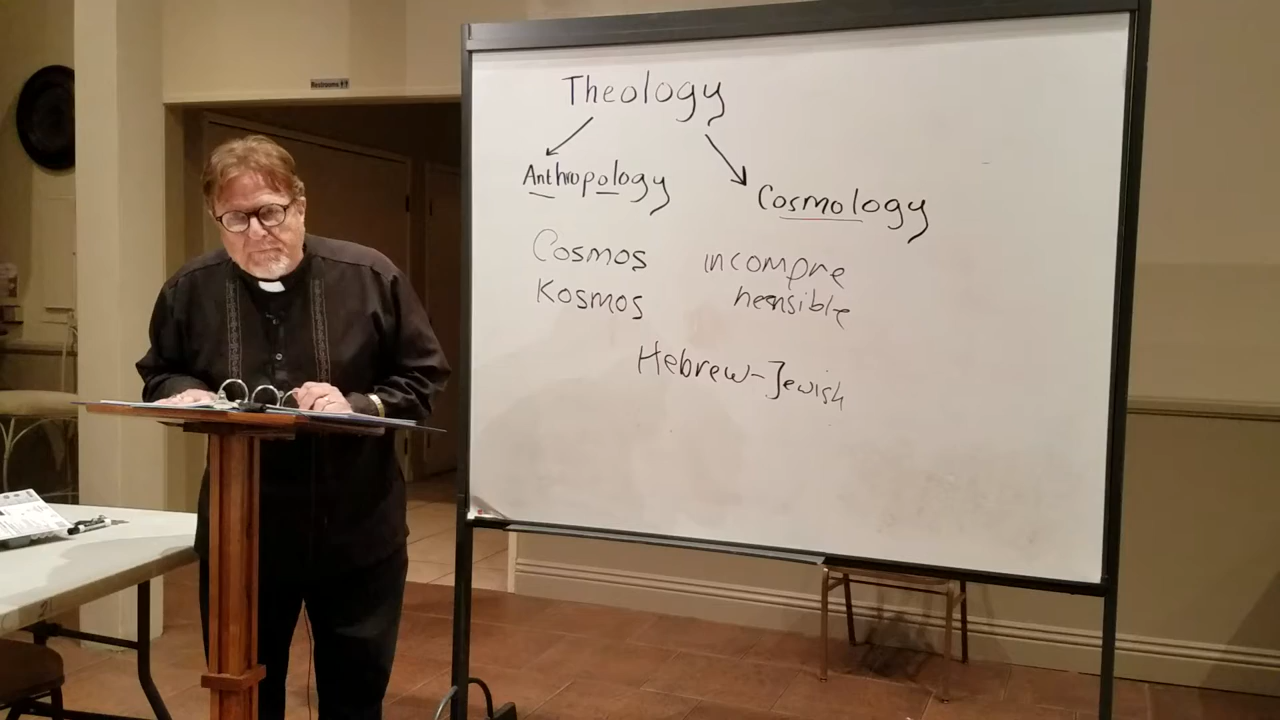 Restrooms
Theology
Anthropology
Cosmology
Cosmos
Kosmos
incompre
hensible
Hebrew-Jewish